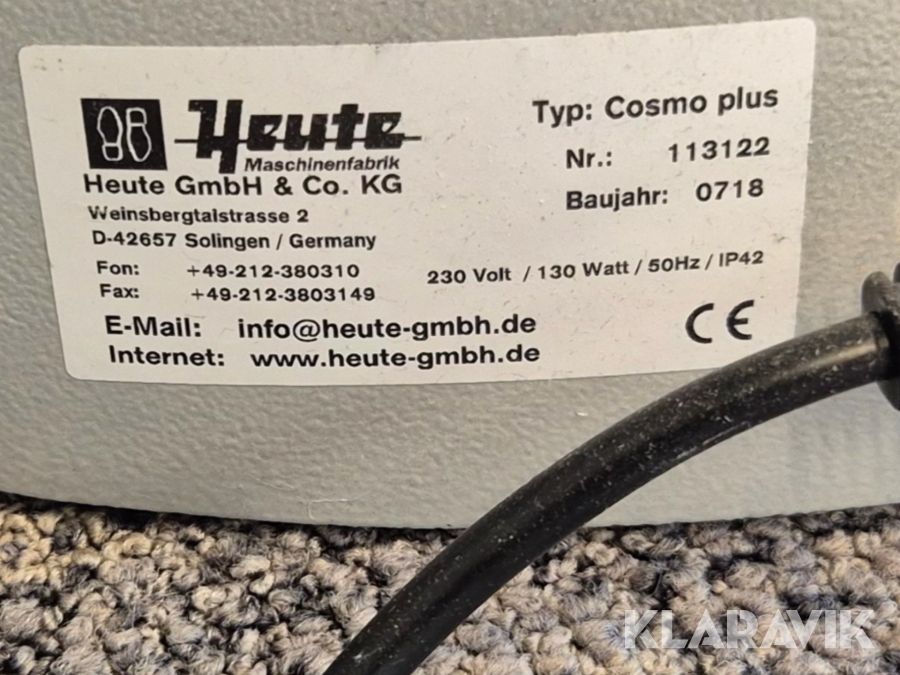 Heute
Maschinenfabrik
Heute GmbH & Co. KG
Weinsbergtalstrasse 2
D-42657 Solingen / Germany
Fon: +49-212-380310
Fax: +49-212-3803149
E-Mail: info@heute-gmbh.de
Internet: www.heute-gmbh.de
Typ: Cosmo plus
Nr.: 113122
Baujahr: 0718
230 Volt / 130 Watt / 50Hz / IP42
CE
KLARAVIK